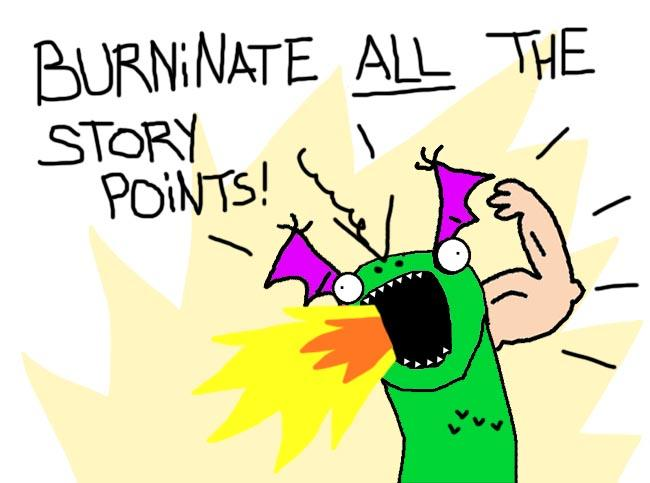 BURNiNATE ALL THE
STORY
POiNTS!